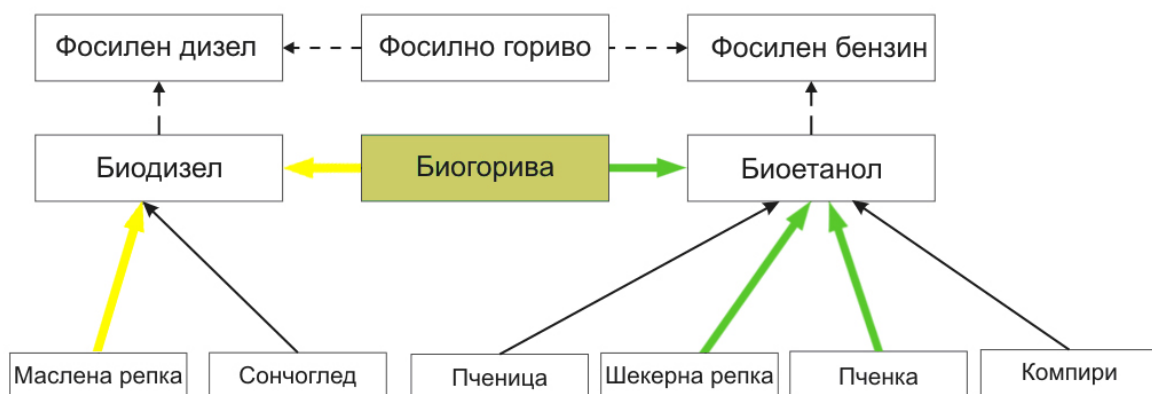 Фосилен дизел
Фосилно гориво
Фосилен бензин
Биодизел
Биогорива
Биоетанол
Маслена репка
Сончоглед
Пченица
Шекерна репка
Пченка
Компири